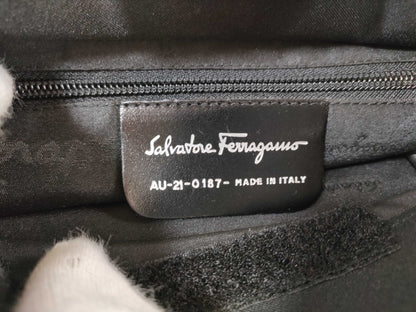 Salvatore Ferragamo
AU-21-0187- MADE IN ITALY